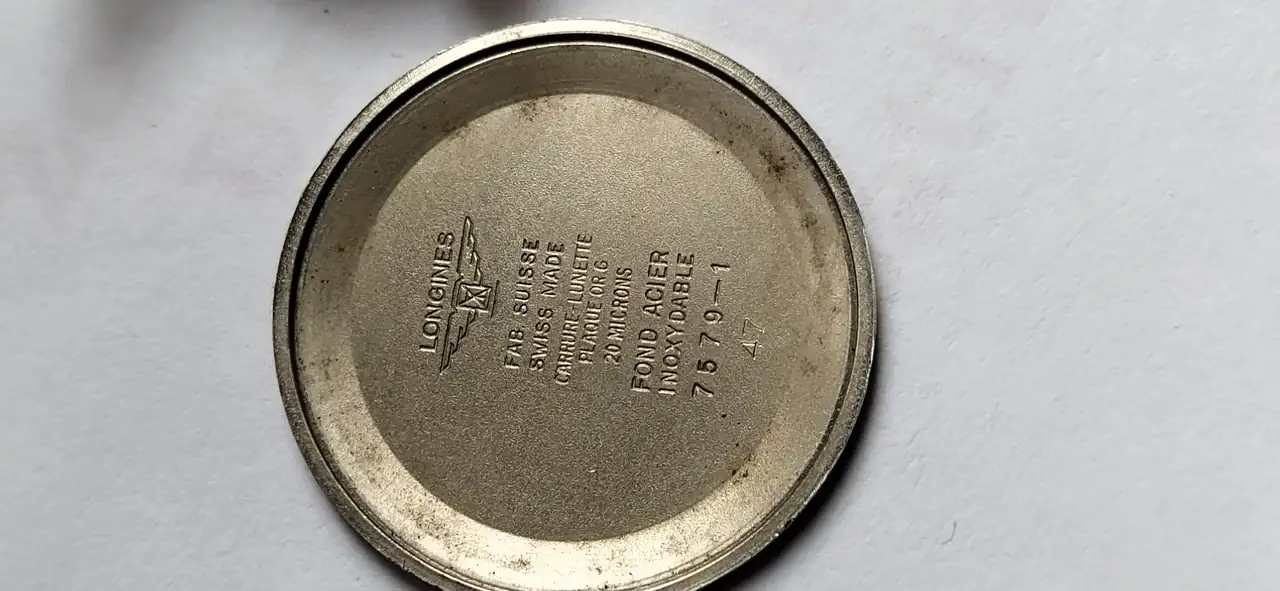 LONGINES
FAB. SUISSE
SWISS MADE
CARRURE-LUNETTE
PLAQUE OR G
20 MICRONS
FOND ACIER
INOXYDABLE
7579-1
47